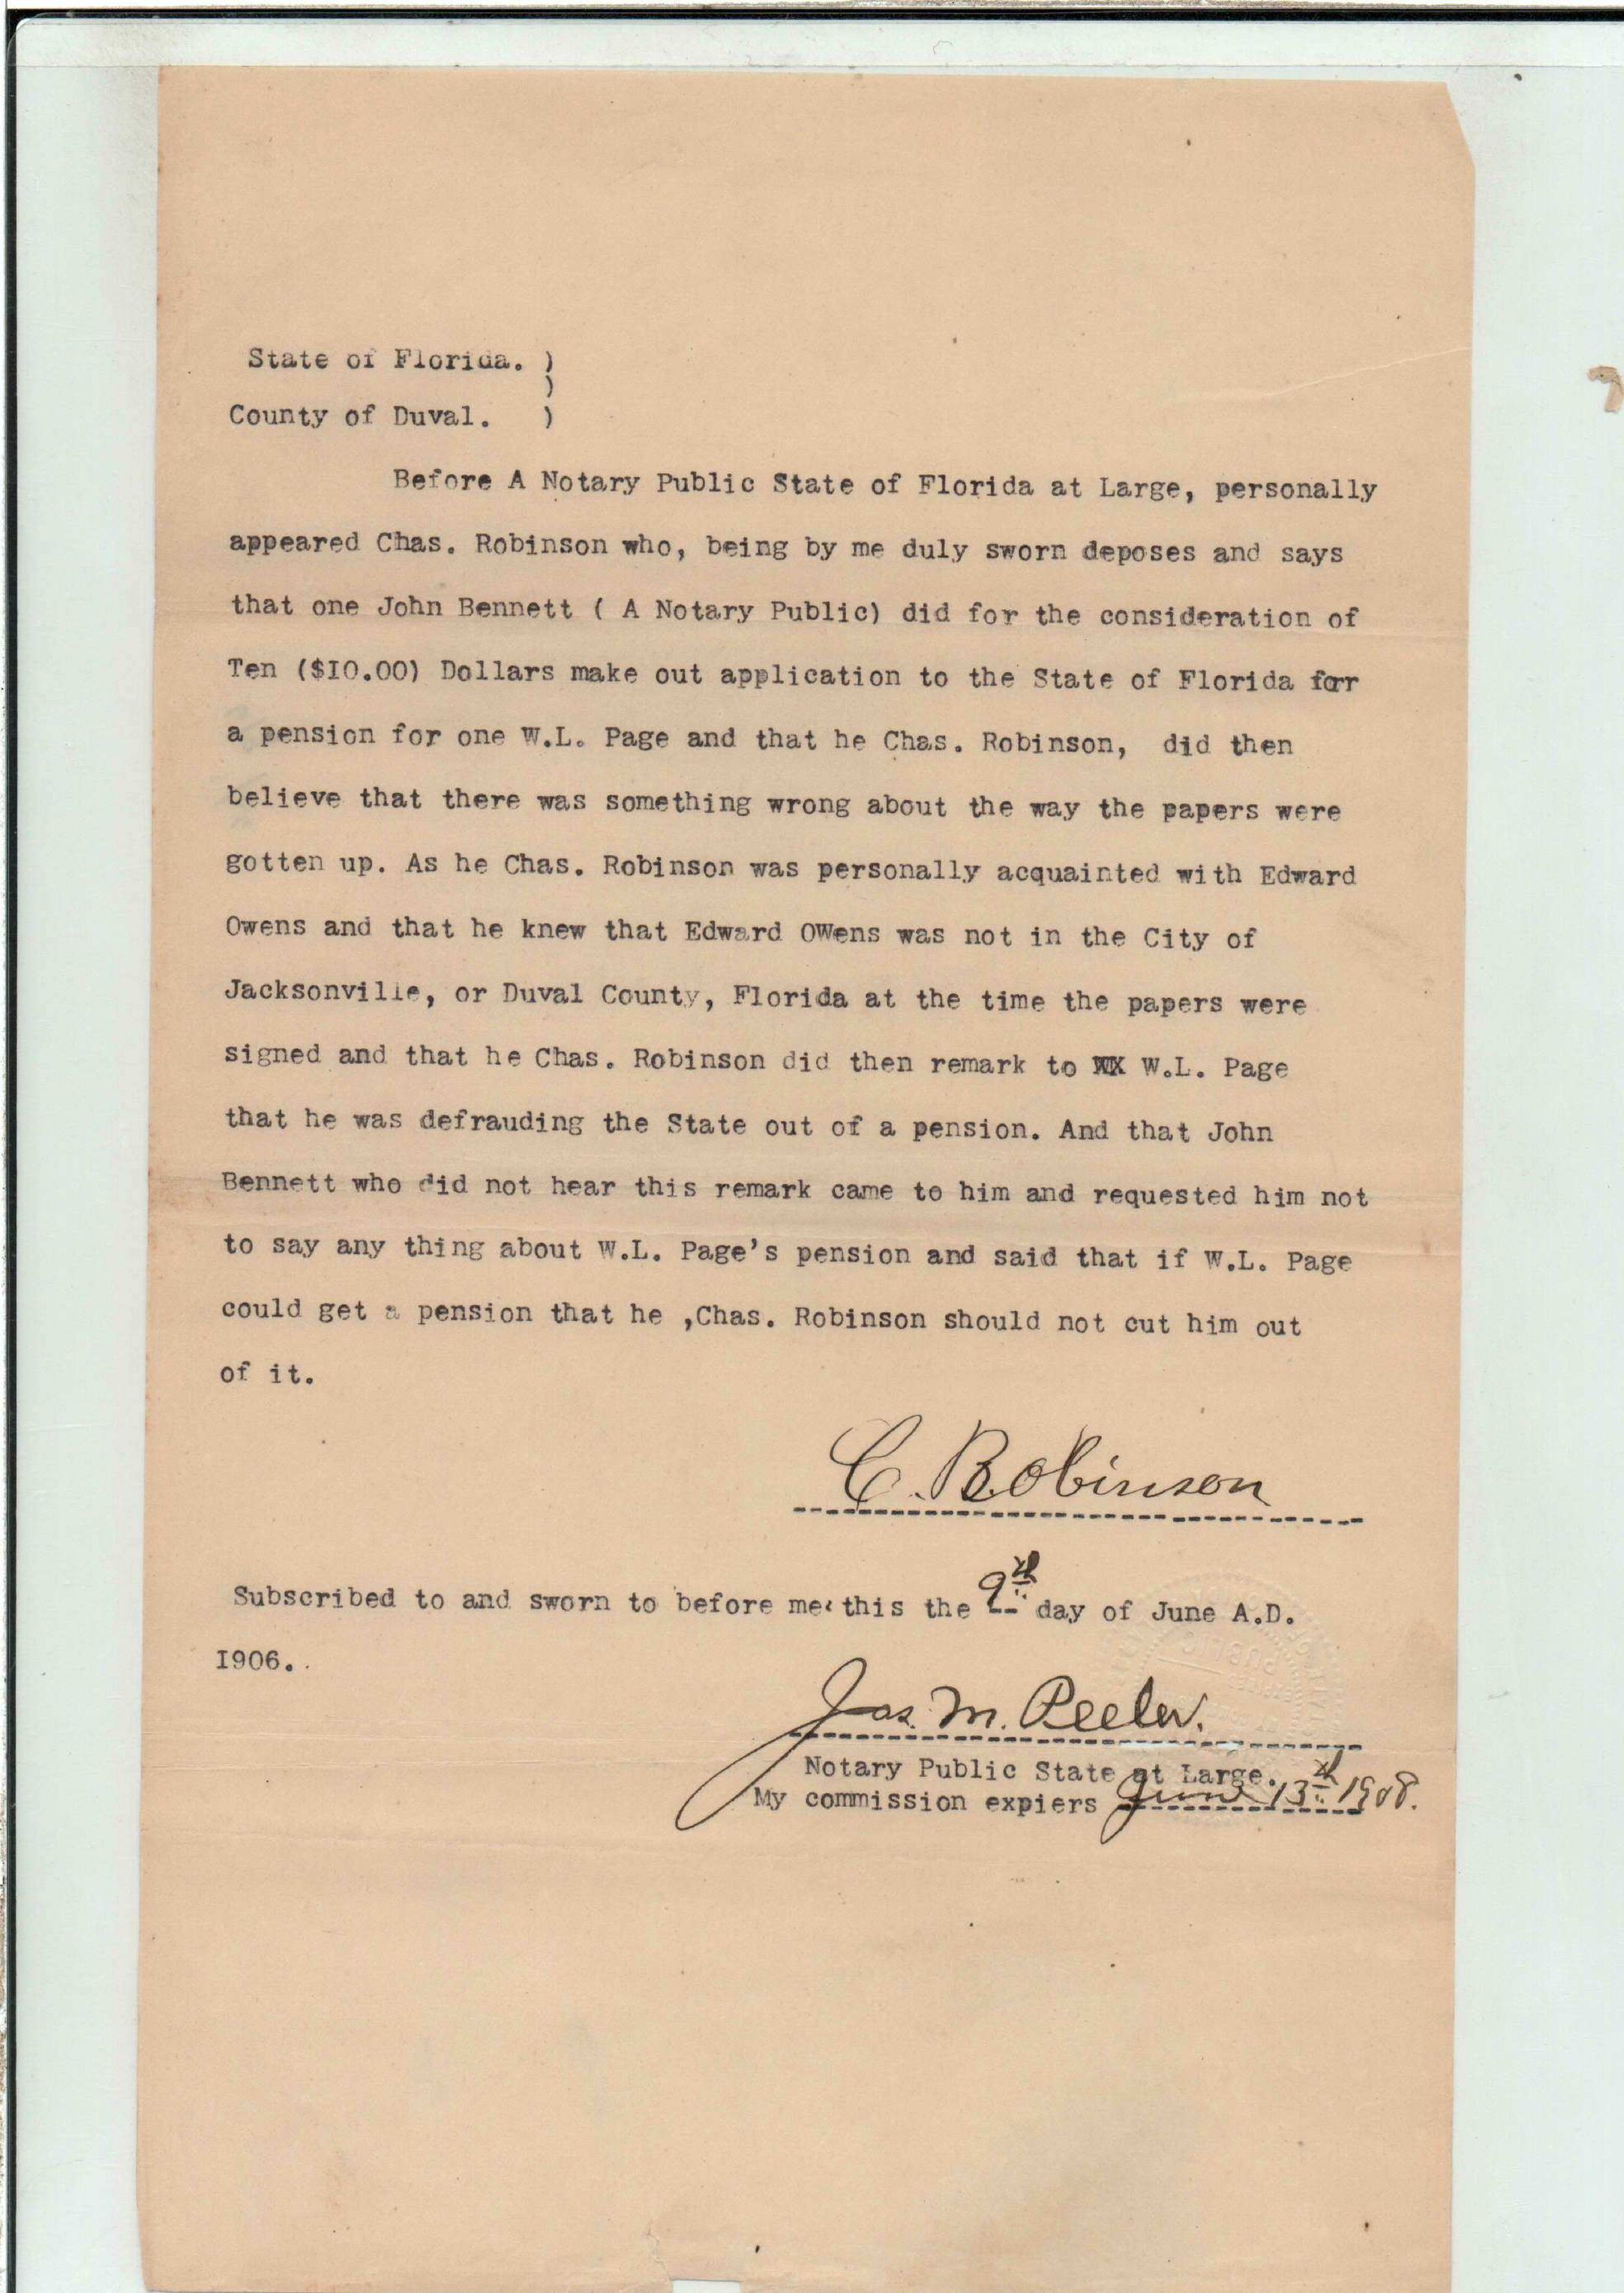 State of Florida. )
)
County of Duval. )
Before A Notary Public State of Florida at Large, personally
appeared Chas. Robinson who, being by me duly sworn deposes and says
that one John Bennett ( A Notary Public) did for the consideration of
Ten ($I0.00) Dollars make out application to the State of Florida forr
a pension for one W.L. Page and that he Chas. Robinson, did then
believe that there was something wrong about the way the papers were
gotten up. As he Chas. Robinson was personally acquainted with Edward
Owens and that he knew that Edward OWens was not in the City of
Jacksonville, or Duval County, Florida at the time the papers were
signed and that he Chas. Robinson did then remark to WX W.L. Page
that he was defrauding the State out of a pension. And that John
Bennett who did not hear this remark came to him and requested him not
to say any thing about W.L. Page's pension and said that if W.L. Page
could get a pension that he ,Chas. Robinson should not cut him out
of it.
C. Robinson
Subscribed to and sworn to before me this the 9th day of June A.D.
I906..
Jas. M. Peeler.
Notary Public State at Large.
My commission expiers June 13th 1908.